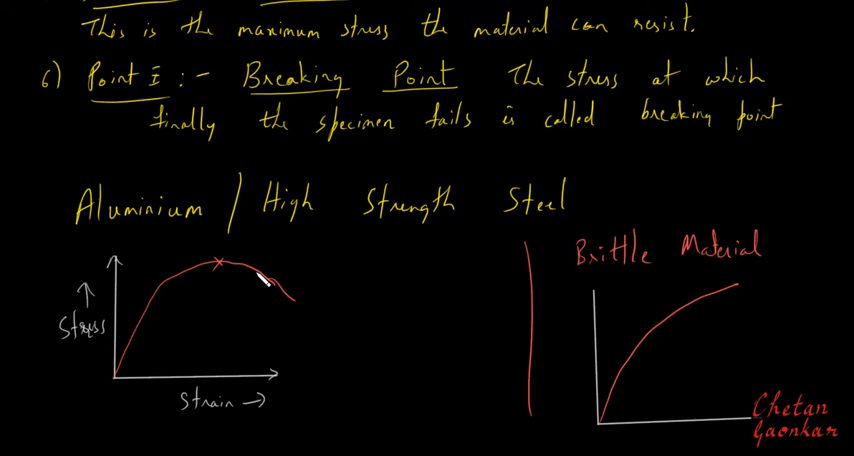 This is the maximum stress the material can resist.
6) Point E :- Breaking Point The stress at which
finally the specimen fails is called breaking point
Aluminium / High Strength Steel
Brittle Material
Stress
Strain
Chetan
Gaonkar